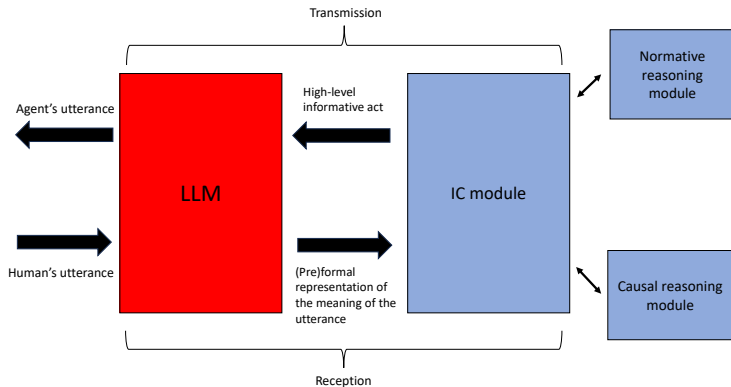 Transmission
Normative
reasoning
module
High-level
informative act
Agent's utterance
LLM
IC module
Human's utterance
(Pre)formal
representation of
the meaning of the
utterance
Causal reasoning
module
Reception